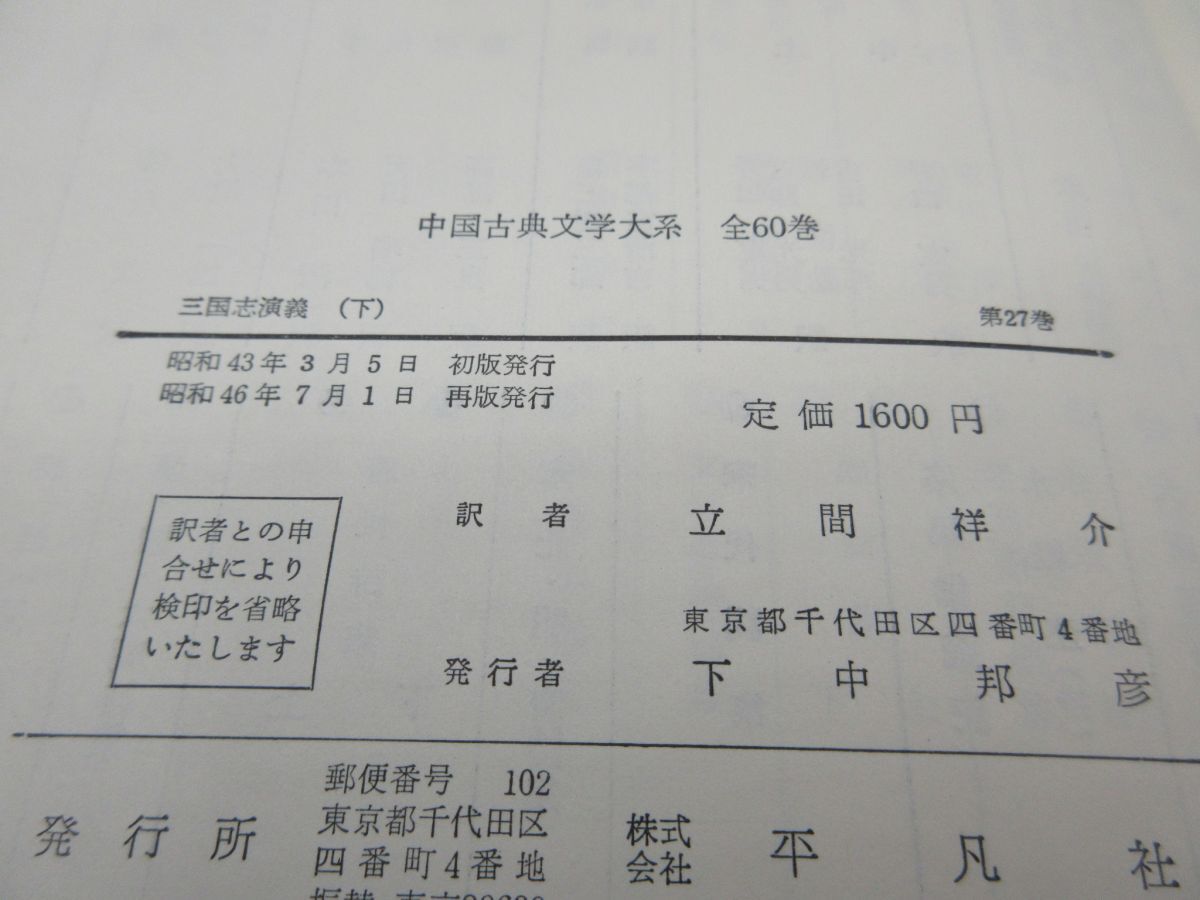 中国古典文学大系 全60巻
三国志演義 (下) 第27巻
昭和43年3月5日 初版発行
昭和46年7月1日 再版発行
定価 1600 円
訳者との申
合せにより
検印を省略
いたします
訳者 立間祥介
東京都千代田区四番町4番地
発行者 下中邦彦
発行所
郵便番号 102
東京都千代田区
四番町4番地
株式
会社 平凡社